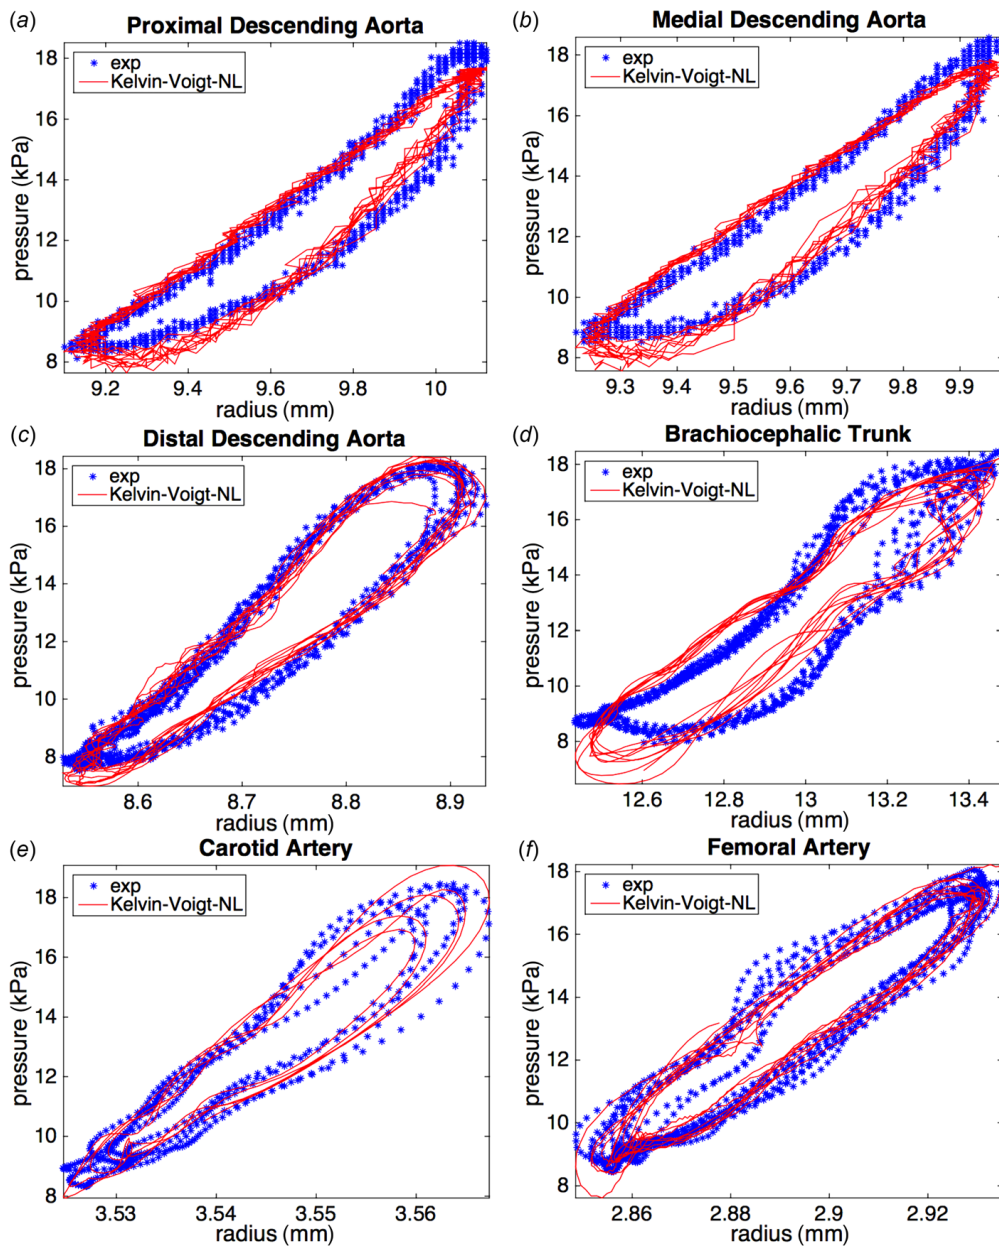 (a) Proximal Descending Aorta
exp
Kelvin-Voigt-NL
pressure (kPa)
18
16
14
12
10
8
9.2 9.4 9.6 9.8 10
radius (mm)
(b) Medial Descending Aorta
exp
Kelvin-Voigt-NL
pressure (kPa)
18
16
14
12
10
8
9.3 9.4 9.5 9.6 9.7 9.8 9.9
radius (mm)
(c) Distal Descending Aorta
exp
Kelvin-Voigt-NL
pressure (kPa)
18
16
14
12
10
8
8.6 8.7 8.8 8.9
radius (mm)
(d) Brachiocephalic Trunk
exp
Kelvin-Voigt-NL
pressure (kPa)
18
16
14
12
10
8
12.6 12.8 13 13.2 13.4
radius (mm)
(e) Carotid Artery
exp
Kelvin-Voigt-NL
pressure (kPa)
18
16
14
12
10
8
3.53 3.54 3.55 3.56
radius (mm)
(f) Femoral Artery
exp
Kelvin-Voigt-NL
pressure (kPa)
18
16
14
12
10
8
2.86 2.88 2.9 2.92
radius (mm)